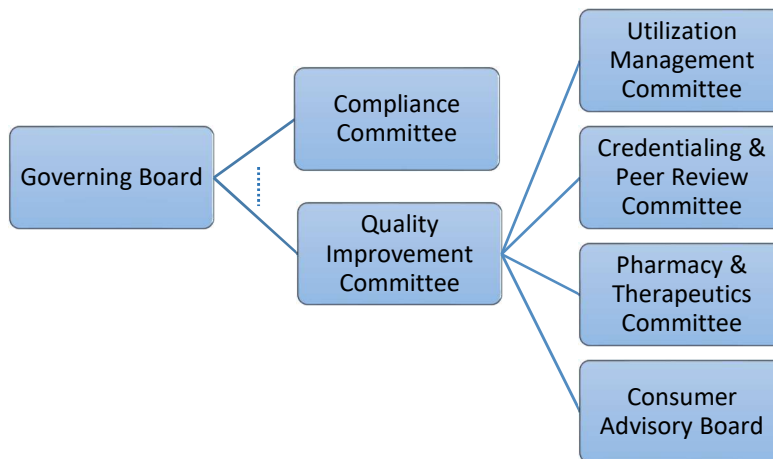 Governing Board
Compliance
Committee
Quality
Improvement
Committee
Utilization
Management
Committee
Credentialing &
Peer Review
Committee
Pharmacy &
Therapeutics
Committee
Consumer
Advisory Board